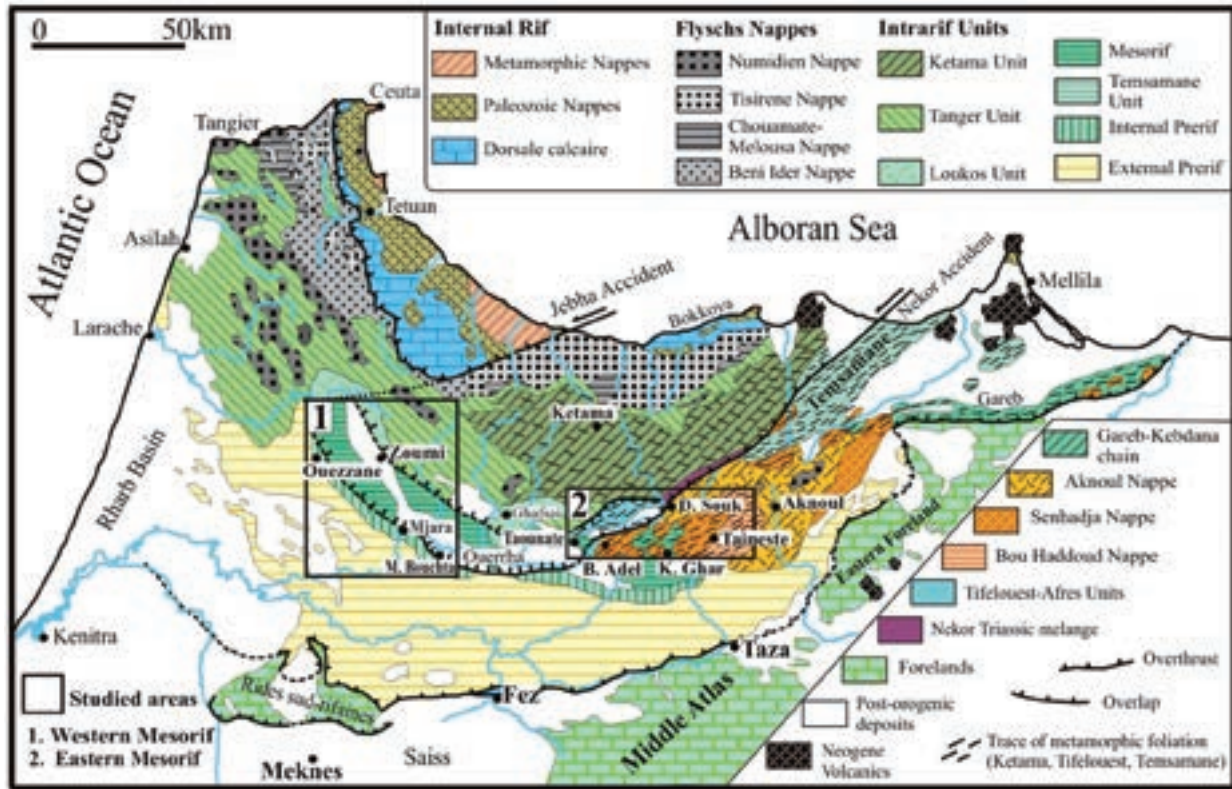 0 50km
Internal Rif
Metamorphic Nappes
Paleozoic Nappes
Dorsale calcaire
Flyschs Nappes
Numidien Nappe
Tisirene Nappe
Chouamate-
Melousa Nappe
Beni Ider Nappe
Intrarif Units
Ketama Unit
Tanger Unit
Loukos Unit
Mesorif
Temsamane
Unit
Internal Prerif
External Prerif
Atlantic Ocean
Tangier
Ceuta
Tetuan
Asilah
Larache
Alboran Sea
Jebha Accident
Bokkoya
Nekor Accident
Mellila
Temsamane
Gareb
Ketama
1
Ouezzane
Zoumi
Mjara
M. Bouchta
Ouerrha
Rharb Basin
Ghafsai
Taounate
2
D. Souk
Aknoul
Taineste
B. Adel
K. Ghar
Eastern Foreland
Kenitra
Taza
Fez
Rides sud-rifaines
Middle Atlas
Saiss
Meknes
Studied areas
1. Western Mesorif
2. Eastern Mesorif
Gareb-Kebdana
chain
Aknoul Nappe
Senhadja Nappe
Bou Haddoud Nappe
Tifelouest-Afres Units
Nekor Triassic melange
Forelands
Post-orogenic
deposits
Neogene
Volcanics
Overthrust
Overlap
Trace of metamorphic foliation
(Ketama, Tifelouest, Temsamane)